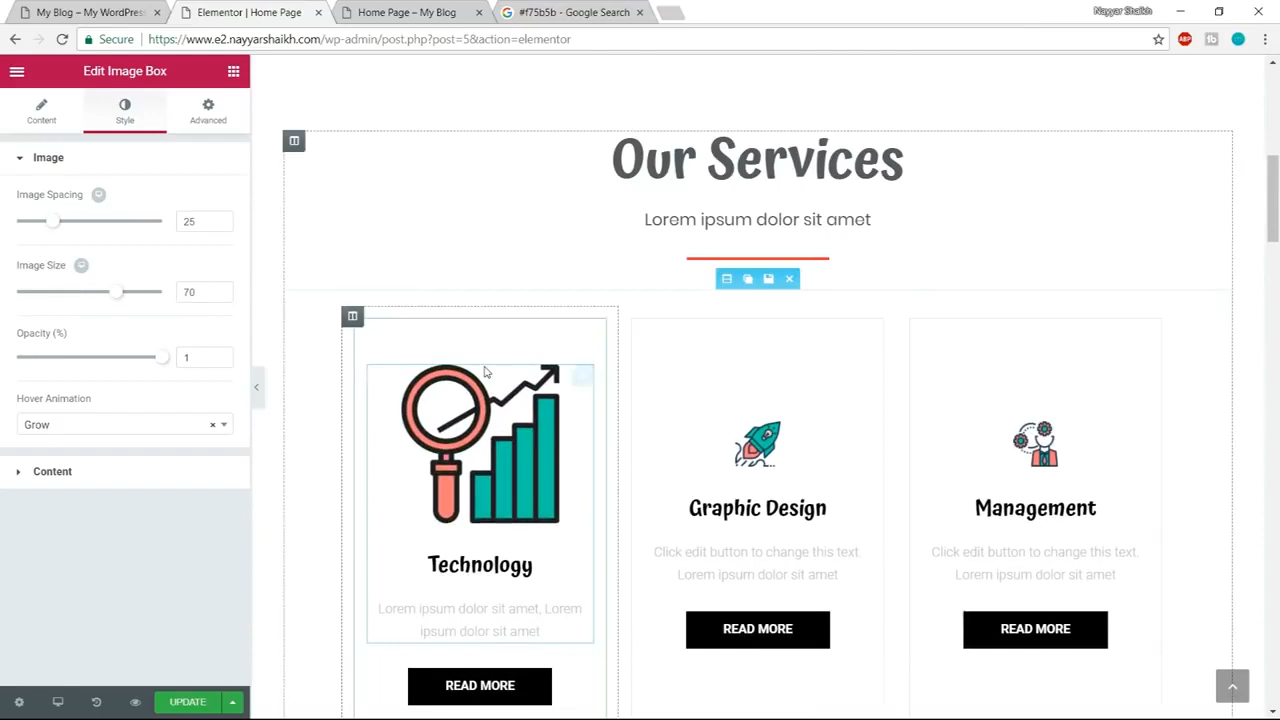 My Blog – My WordPress
Elementor | Home Page
Home Page – My Blog
#f75b5b - Google Search
Nayyar Shaikh
Secure
https://www.e2.nayyarshaikh.com/wp-admin/post.php?post=5&action=elementor
ABP
Edit Image Box
Content
Style
Advanced
Image
Image Spacing
25
Image Size
70
Opacity (%)
1
Hover Animation
Grow
Content
UPDATE
Our Services
Lorem ipsum dolor sit amet
Technology
Lorem ipsum dolor sit amet, Lorem
ipsum dolor sit amet
READ MORE
Graphic Design
Click edit button to change this text.
Lorem ipsum dolor sit amet
READ MORE
Management
Click edit button to change this text.
Lorem ipsum dolor sit amet
READ MORE